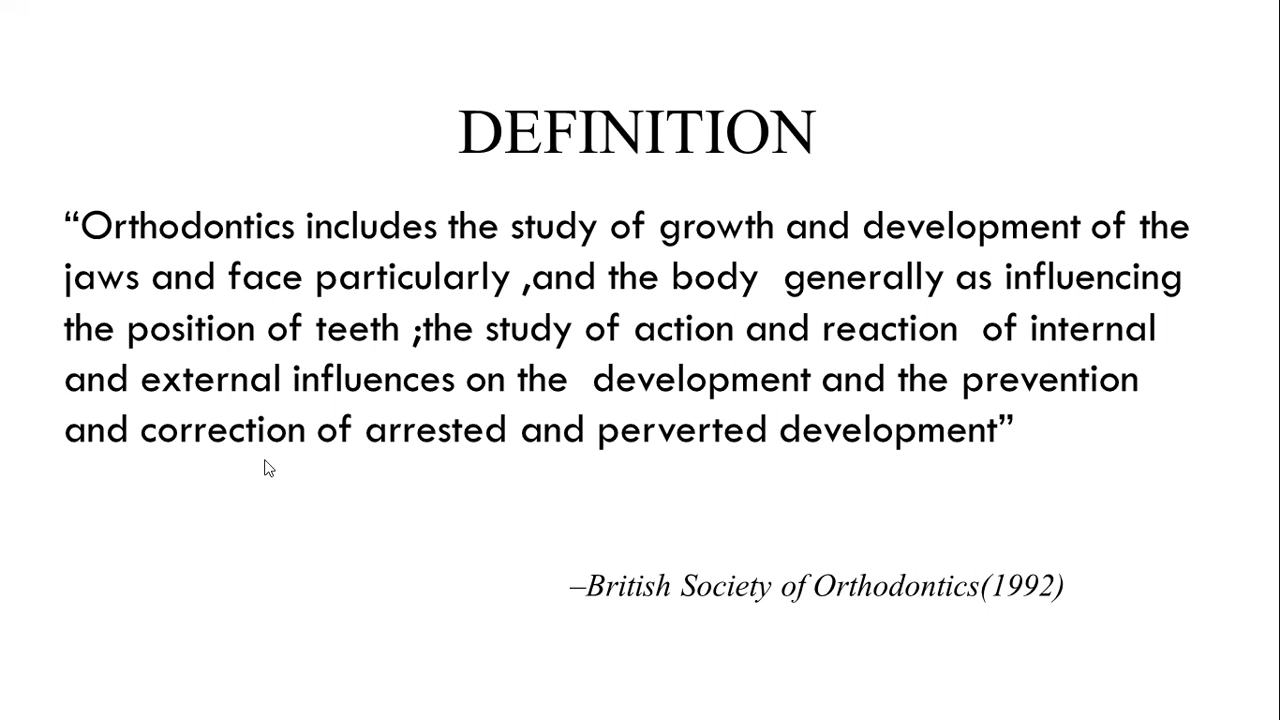 DEFINITION
“Orthodontics includes the study of growth and development of the
jaws and face particularly ,and the body  generally as influencing
the position of teeth ;the study of action and reaction  of internal
and external influences on the  development and the prevention
and correction of arrested and perverted development”
–British Society of Orthodontics(1992)